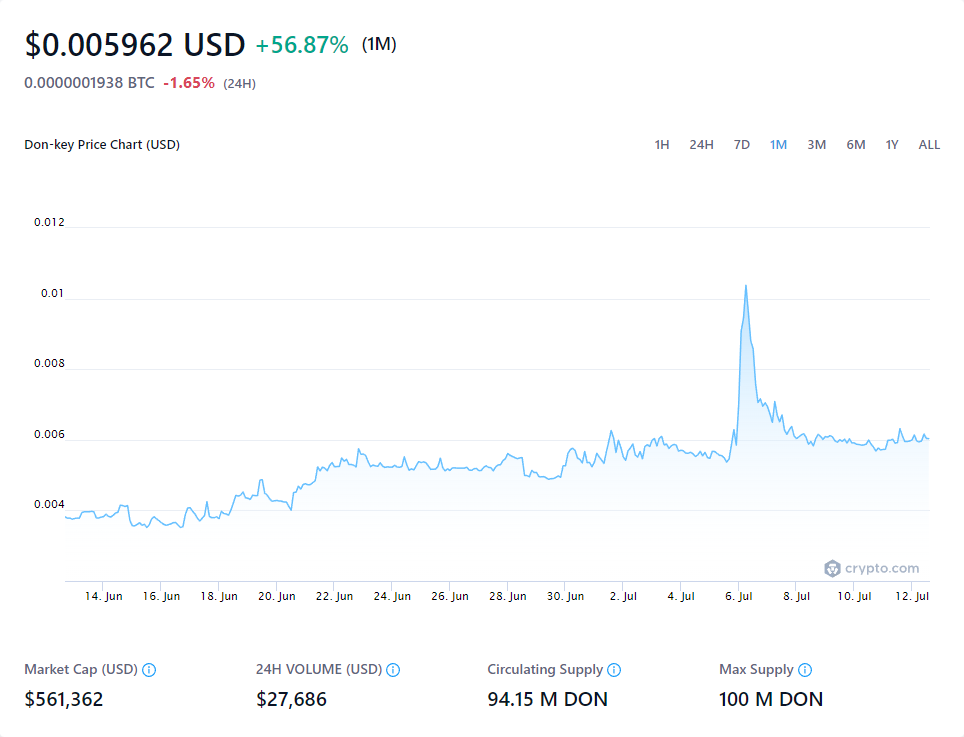 $0.005962 USD +56.87% (1M)
0.0000001938 BTC -1.65% (24H)
Don-key Price Chart (USD) 1H 24H 7D 1M 3M 6M 1Y ALL
0.012
0.01
0.008
0.006
0.004
crypto.com
14. Jun 16. Jun 18. Jun 20. Jun 22. Jun 24. Jun 26. Jun 28. Jun 30. Jun 2. Jul 4. Jul 6. Jul 8. Jul 10. Jul 12. Jul
Market Cap (USD) 24H VOLUME (USD) Circulating Supply Max Supply
$561,362 $27,686 94.15 M DON 100 M DON